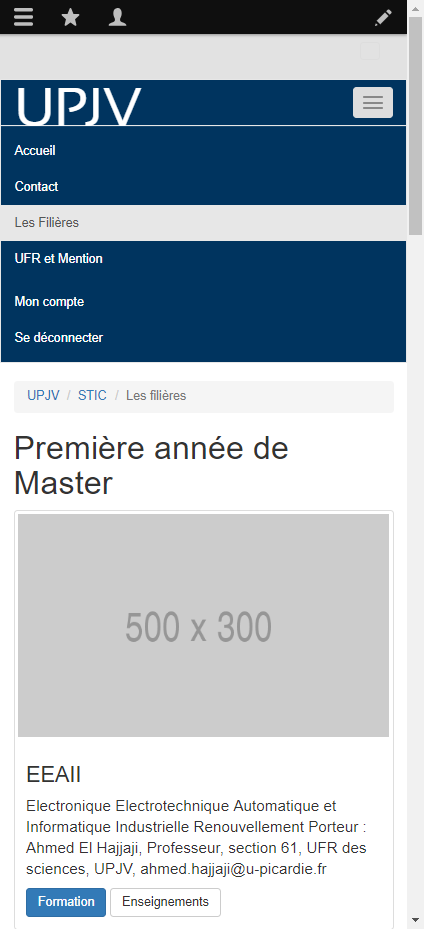 UPJV
Accueil
Contact
Les Filières
UFR et Mention
Mon compte
Se déconnecter
UPJV / STIC / Les filières
Première année de
Master
500 x 300
EEAII
Electronique Electrotechnique Automatique et
Informatique Industrielle Renouvellement Porteur :
Ahmed El Hajjaji, Professeur, section 61, UFR des
sciences, UPJV, ahmed.hajjaji@u-picardie.fr
Formation Enseignements